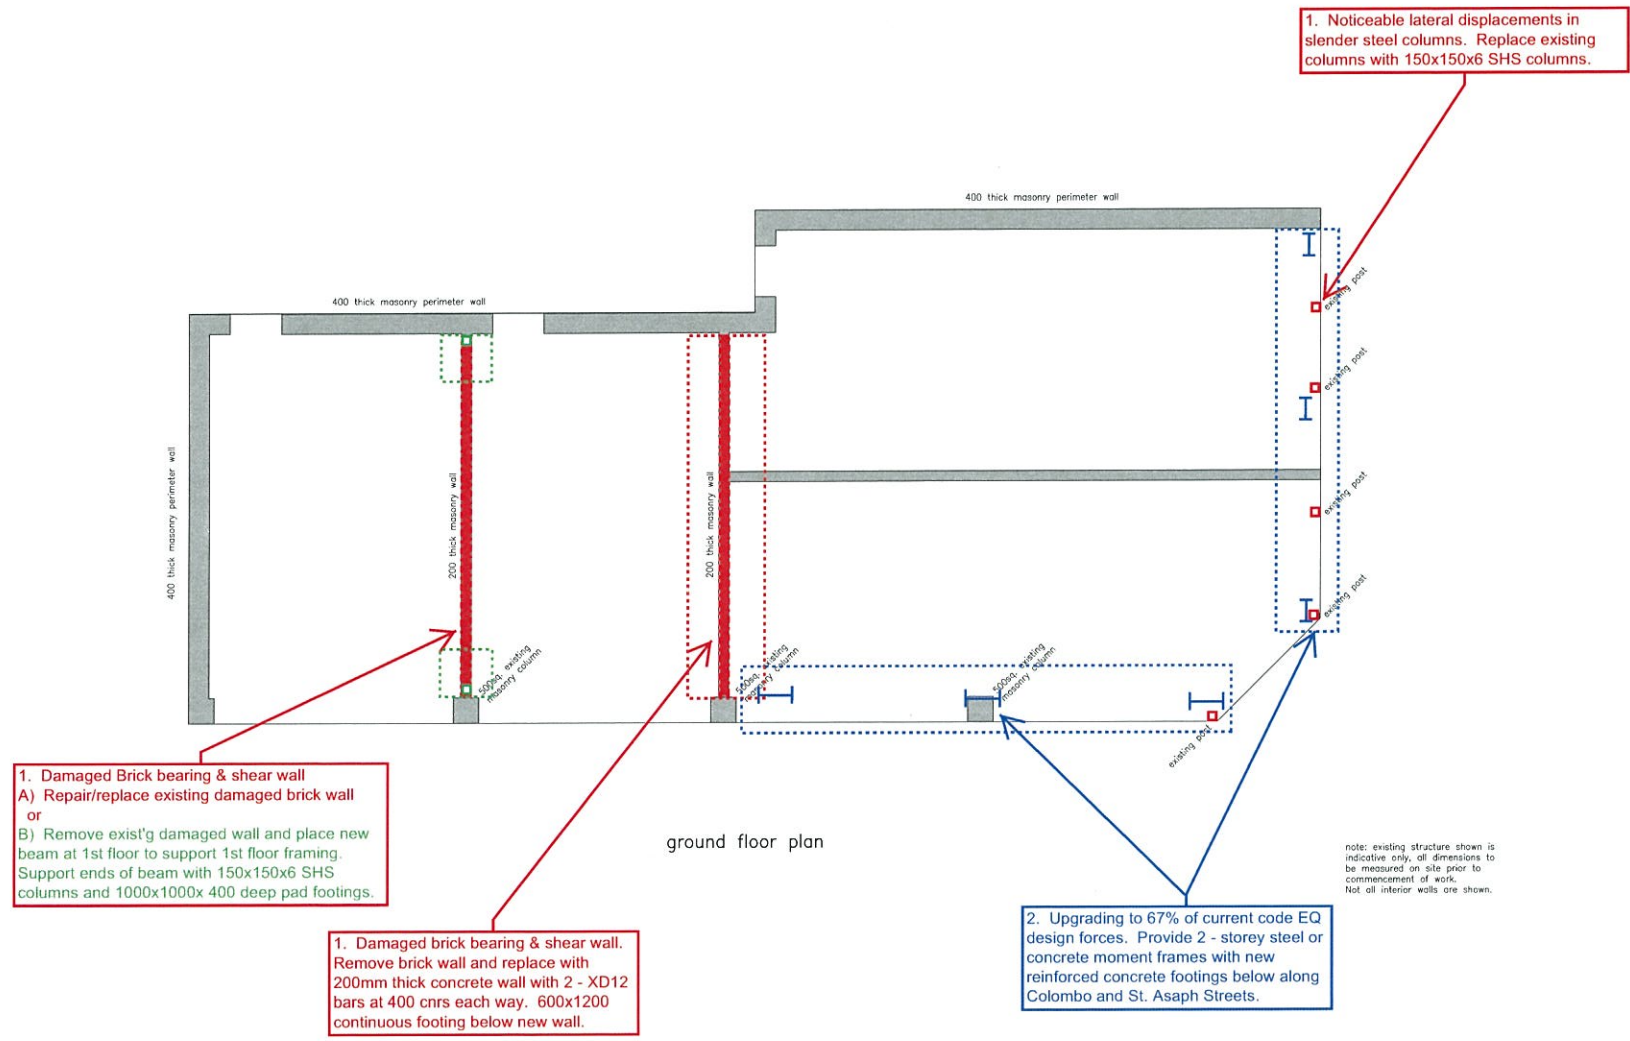 1. Noticeable lateral displacements in
slender steel columns. Replace existing
columns with 150x150x6 SHS columns.
400 thick masonry perimeter wall
400 thick masonry perimeter wall
400 thick masonry perimeter wall
200 thick masonry wall
200 thick masonry wall
existing post
existing post
existing post
existing post
existing post
500sq. existing
masonry column
500sq. existing
masonry column
500sq. existing
masonry column
1. Damaged Brick bearing & shear wall
A) Repair/replace existing damaged brick wall
or
B) Remove exist'g damaged wall and place new
beam at 1st floor to support 1st floor framing.
Support ends of beam with 150x150x6 SHS
columns and 1000x1000x 400 deep pad footings.
ground floor plan
note: existing structure shown is
indicative only, all dimensions to
be measured on site prior to
commencement of work.
Not all interior walls are shown.
1. Damaged brick bearing & shear wall.
Remove brick wall and replace with
200mm thick concrete wall with 2 - XD12
bars at 400 cnrs each way. 600x1200
continuous footing below new wall.
2. Upgrading to 67% of current code EQ
design forces. Provide 2 - storey steel or
concrete moment frames with new
reinforced concrete footings below along
Colombo and St. Asaph Streets.